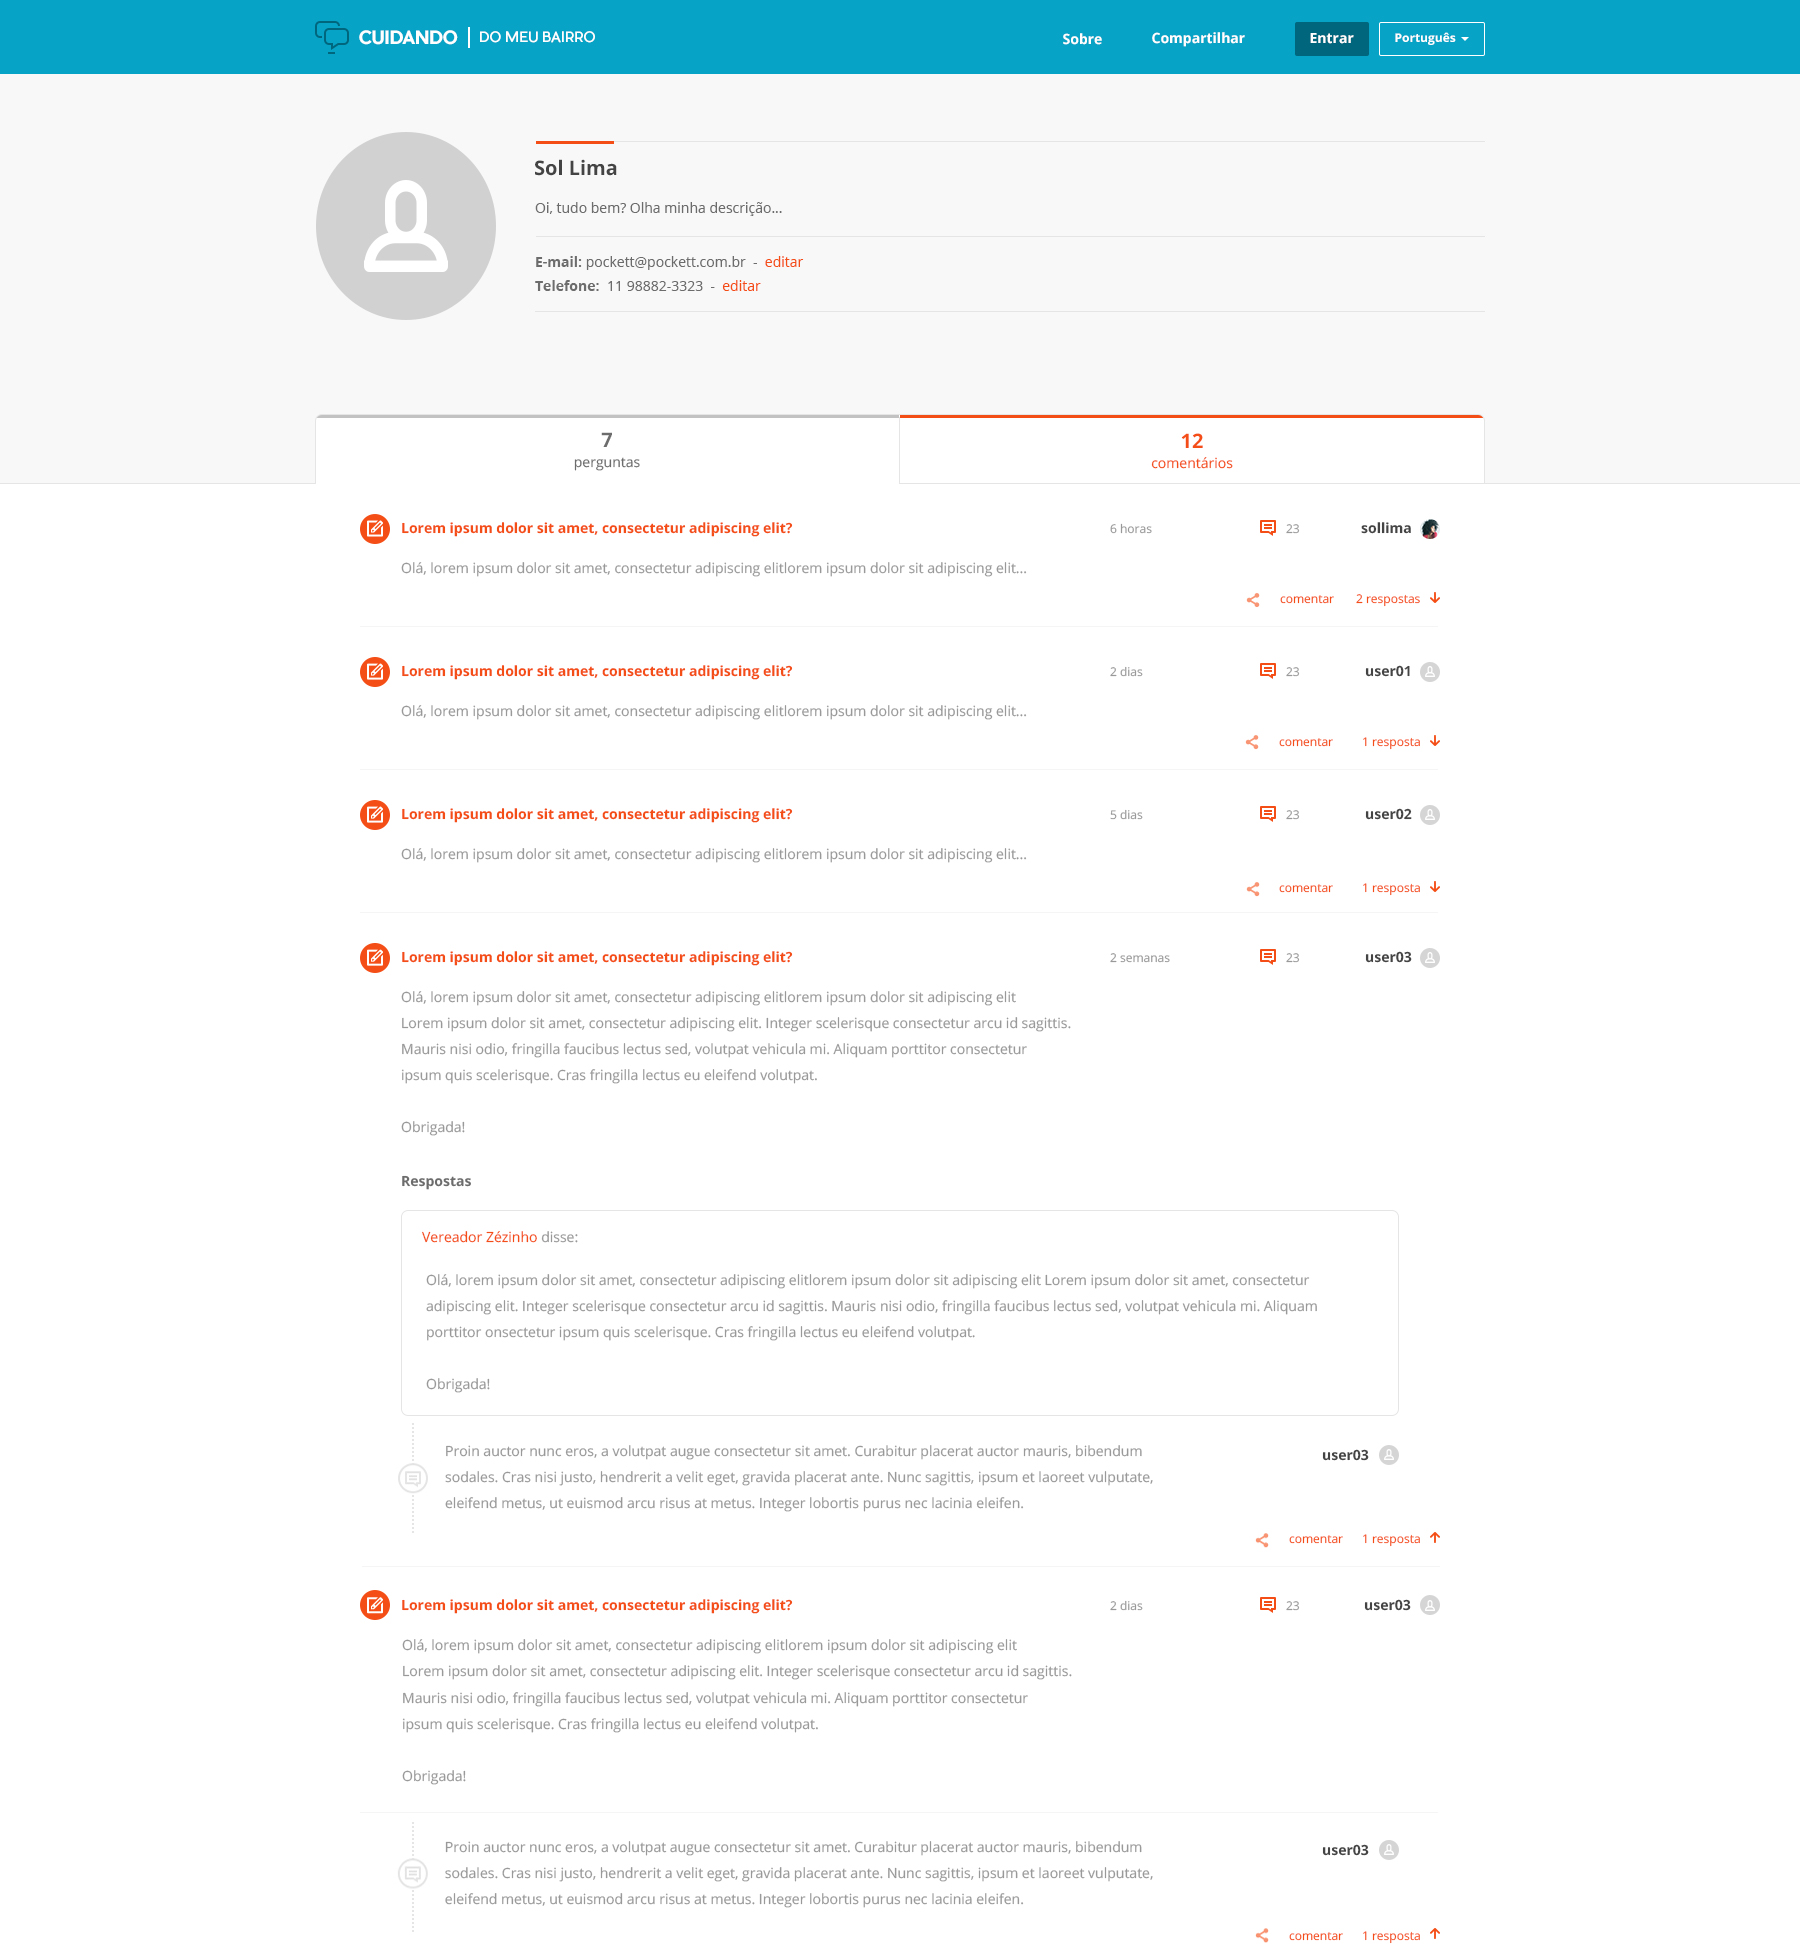 CUIDANDO | DO MEU BAIRRO
Sobre Compartilhar Entrar Português
Sol Lima
Oi, tudo bem? Olha minha descrição...
E-mail: pockett@pockett.com.br - editar
Telefone: 11 98882-3323 - editar
7
perguntas
12
comentários
Lorem ipsum dolor sit amet, consectetur adipiscing elit? 6 horas 23 sollima
Olá, lorem ipsum dolor sit amet, consectetur adipiscing elitlorem ipsum dolor sit adipiscing elit...
comentar 2 respostas
Lorem ipsum dolor sit amet, consectetur adipiscing elit? 2 dias 23 user01
Olá, lorem ipsum dolor sit amet, consectetur adipiscing elitlorem ipsum dolor sit adipiscing elit...
comentar 1 resposta
Lorem ipsum dolor sit amet, consectetur adipiscing elit? 5 dias 23 user02
Olá, lorem ipsum dolor sit amet, consectetur adipiscing elitlorem ipsum dolor sit adipiscing elit...
comentar 1 resposta
Lorem ipsum dolor sit amet, consectetur adipiscing elit? 2 semanas 23 user03
Olá, lorem ipsum dolor sit amet, consectetur adipiscing elitlorem ipsum dolor sit adipiscing elit
Lorem ipsum dolor sit amet, consectetur adipiscing elit. Integer scelerisque consectetur arcu id sagittis.
Mauris nisi odio, fringilla faucibus lectus sed, volutpat vehicula mi. Aliquam porttitor consectetur
ipsum quis scelerisque. Cras fringilla lectus eu eleifend volutpat.
Obrigada!
Respostas
Vereador Zézinho disse:
Olá, lorem ipsum dolor sit amet, consectetur adipiscing elitlorem ipsum dolor sit adipiscing elit Lorem ipsum dolor sit amet, consectetur
adipiscing elit. Integer scelerisque consectetur arcu id sagittis. Mauris nisi odio, fringilla faucibus lectus sed, volutpat vehicula mi. Aliquam
porttitor onsectetur ipsum quis scelerisque. Cras fringilla lectus eu eleifend volutpat.
Obrigada!
Proin auctor nunc eros, a volutpat augue consectetur sit amet. Curabitur placerat auctor mauris, bibendum
sodales. Cras nisi justo, hendrerit a velit eget, gravida placerat ante. Nunc sagittis, ipsum et laoreet vulputate,
eleifend metus, ut euismod arcu risus at metus. Integer lobortis purus nec lacinia eleifen.
user03
comentar 1 resposta
Lorem ipsum dolor sit amet, consectetur adipiscing elit? 2 dias 23 user03
Olá, lorem ipsum dolor sit amet, consectetur adipiscing elitlorem ipsum dolor sit adipiscing elit
Lorem ipsum dolor sit amet, consectetur adipiscing elit. Integer scelerisque consectetur arcu id sagittis.
Mauris nisi odio, fringilla faucibus lectus sed, volutpat vehicula mi. Aliquam porttitor consectetur
ipsum quis scelerisque. Cras fringilla lectus eu eleifend volutpat.
Obrigada!
Proin auctor nunc eros, a volutpat augue consectetur sit amet. Curabitur placerat auctor mauris, bibendum
sodales. Cras nisi justo, hendrerit a velit eget, gravida placerat ante. Nunc sagittis, ipsum et laoreet vulputate,
eleifend metus, ut euismod arcu risus at metus. Integer lobortis purus nec lacinia eleifen.
user03
comentar 1 resposta